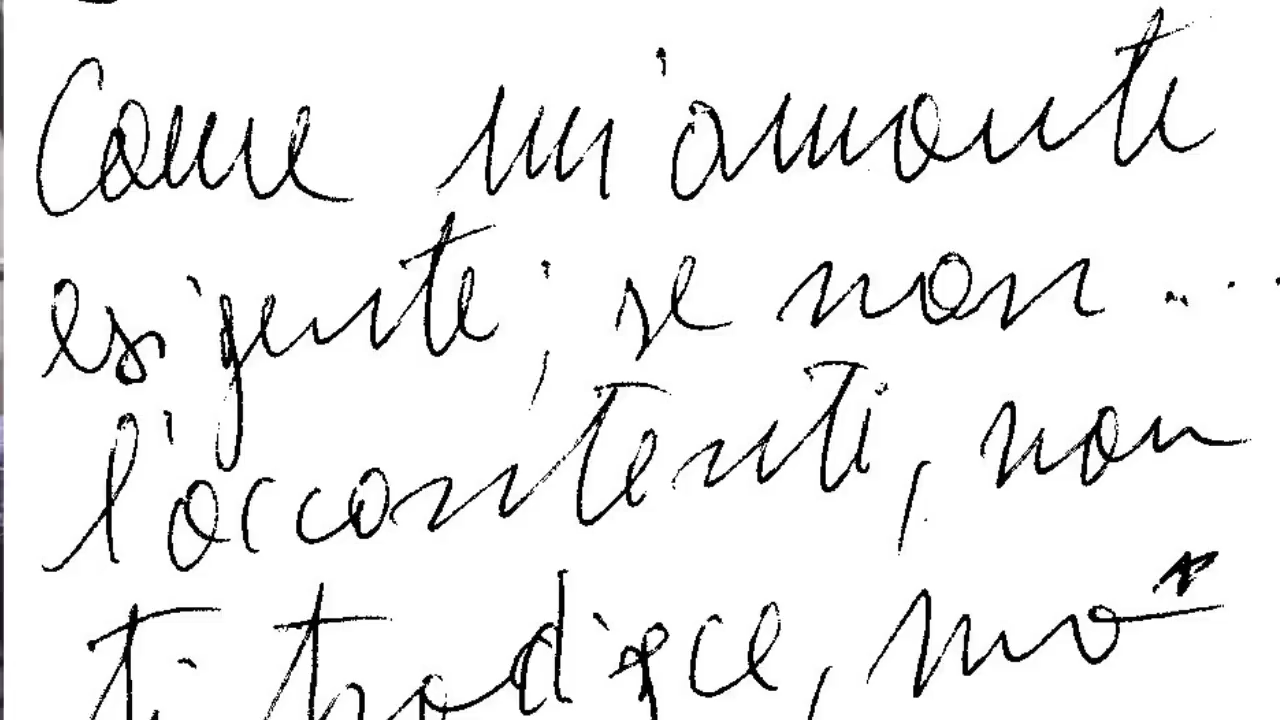 Come un'amante
esigente, se non...
l'accontenti, non
ti tradisce, ma